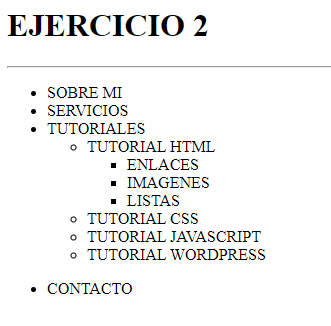 EJERCICIO 2
SOBRE MI
SERVICIOS
TUTORIALES
TUTORIAL HTML
ENLACES
IMAGENES
LISTAS
TUTORIAL CSS
TUTORIAL JAVASCRIPT
TUTORIAL WORDPRESS
CONTACTO